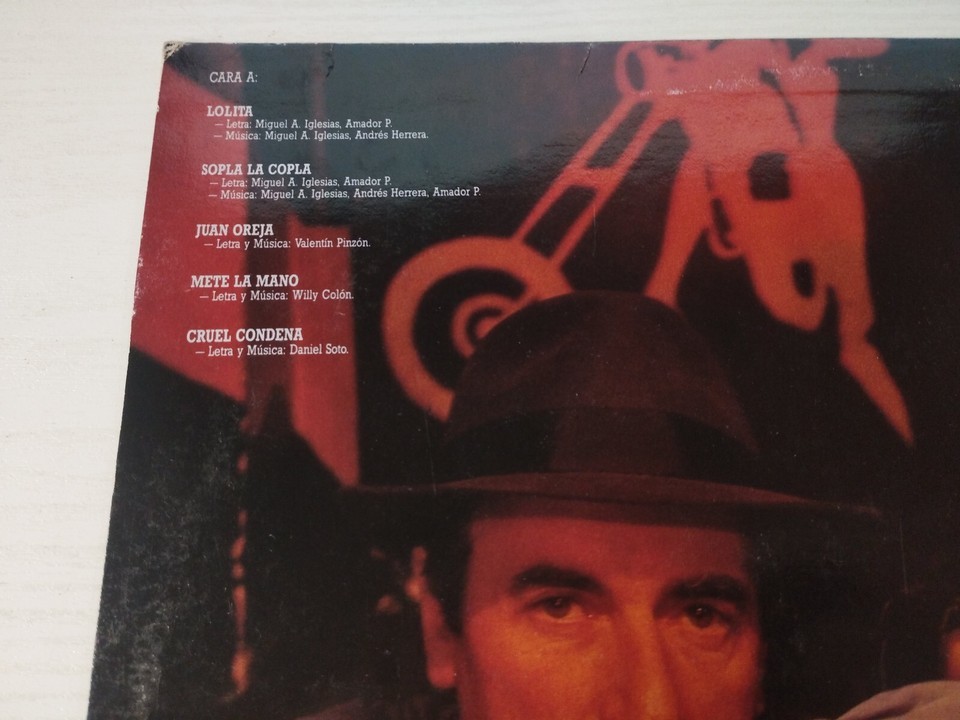 CARA A:
LOLITA
— Letra: Miguel A. Iglesias, Amador P.
— Música: Miguel A. Iglesias, Andrés Herrera.
SOPLA LA COPLA
— Letra: Miguel A. Iglesias, Amador P.
— Música: Miguel A. Iglesias, Andrés Herrera, Amador P.
JUAN OREJA
— Letra y Música: Valentín Pinzón.
METE LA MANO
— Letra y Música: Willy Colón.
CRUEL CONDENA
— Letra y Música: Daniel Soto.